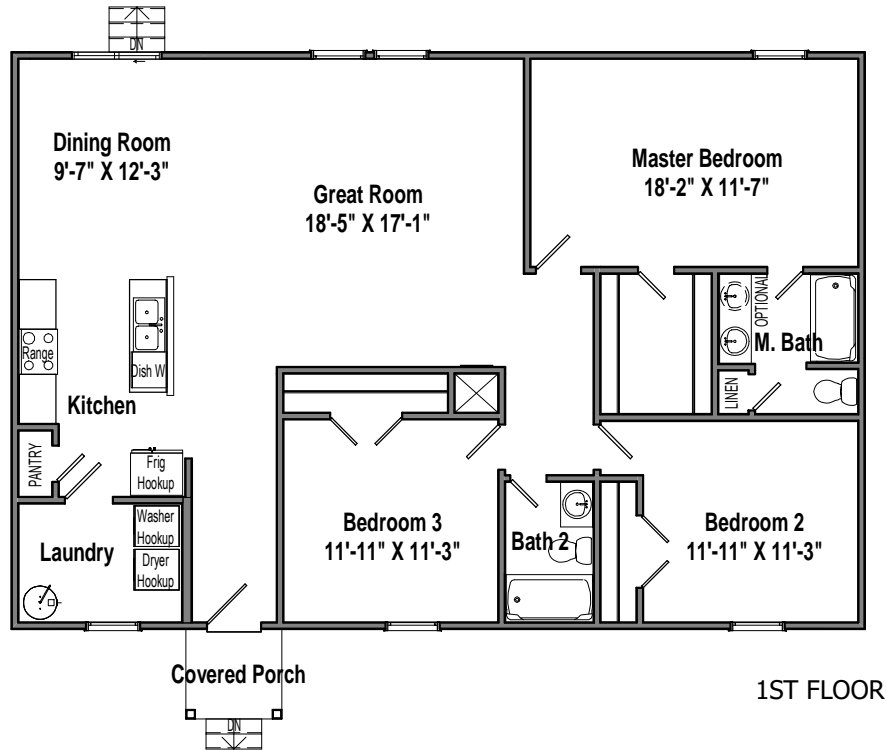 DN
Dining Room
9'-7" X 12'-3"
Great Room
18'-5" X 17'-1"
Master Bedroom
18'-2" X 11'-7"
OPTIONAL
M. Bath
LINEN
Range
Dish W
Kitchen
PANTRY
Frig
Hookup
Washer
Hookup
Dryer
Hookup
Laundry
Bedroom 3
11'-11" X 11'-3"
Bath 2
Bedroom 2
11'-11" X 11'-3"
Covered Porch
DN
1ST FLOOR